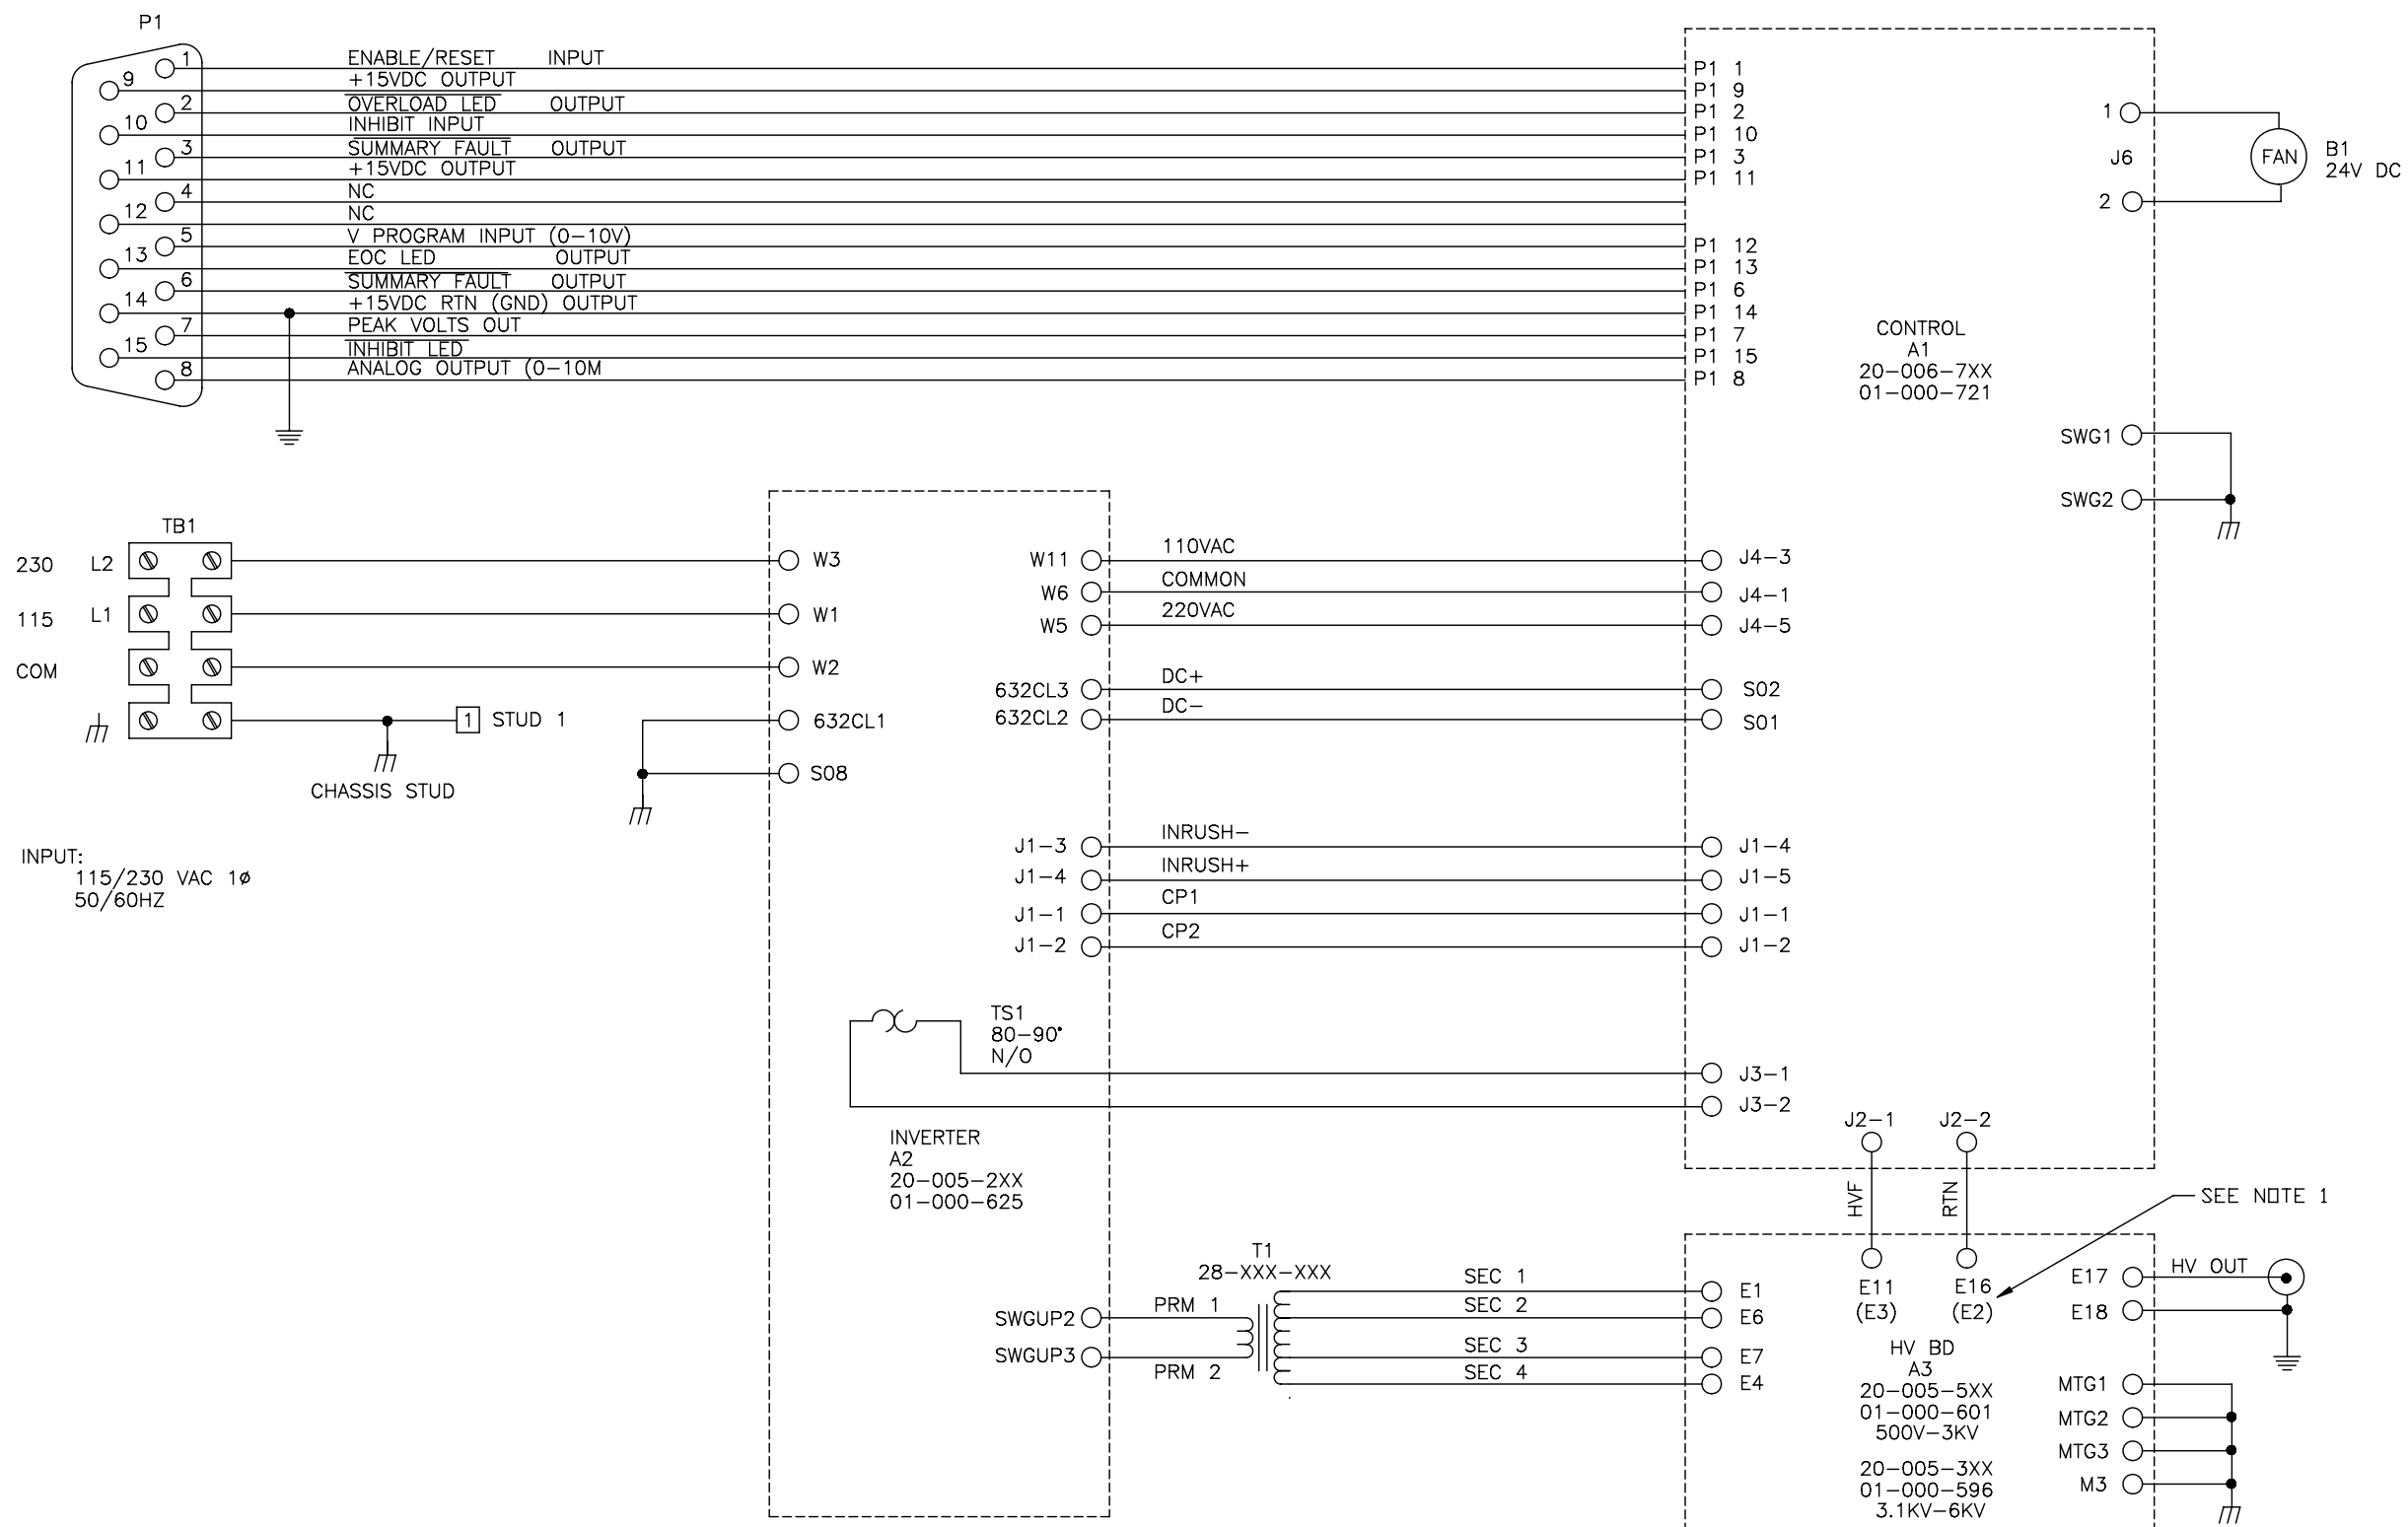 P1
1 ENABLE/RESET INPUT P1 1
9 +15VDC OUTPUT P1 9
2 OVERLOAD LED OUTPUT P1 2
10 INHIBIT INPUT P1 10
3 SUMMARY FAULT OUTPUT P1 3
11 +15VDC OUTPUT P1 11
4 NC
12 NC
5 V PROGRAM INPUT (0-10V) P1 12
13 EOC LED OUTPUT P1 13
6 SUMMARY FAULT OUTPUT P1 6
14 +15VDC RTN (GND) OUTPUT P1 14
7 PEAK VOLTS OUT P1 7
15 INHIBIT LED P1 15
8 ANALOG OUTPUT (0-10M P1 8
1
J6
2
FAN
B1
24V DC
CONTROL
A1
20-006-7XX
01-000-721
SWG1
SWG2
TB1
230 L2
115 L1
COM
1 STUD 1
CHASSIS STUD
INPUT:
115/230 VAC 1Ø
50/60HZ
W3
W1
W2
632CL1
S08
W11 110VAC J4-3
W6 COMMON J4-1
W5 220VAC J4-5
632CL3 DC+ S02
632CL2 DC- S01
J1-3 INRUSH- J1-4
J1-4 INRUSH+ J1-5
J1-1 CP1 J1-1
J1-2 CP2 J1-2
TS1
80-90°
N/O
J3-1
J3-2
INVERTER
A2
20-005-2XX
01-000-625
J2-1 J2-2
HVF RTN
SEE NOTE 1
T1
28-XXX-XXX
SWGUP2 PRM 1
SWGUP3 PRM 2
SEC 1 E1
SEC 2 E6
SEC 3 E7
SEC 4 E4
E11 E16
(E3) (E2)
E17 HV OUT
E18
HV BD
A3
20-005-5XX
01-000-601
500V-3KV
20-005-3XX
01-000-596
3.1KV-6KV
MTG1
MTG2
MTG3
M3